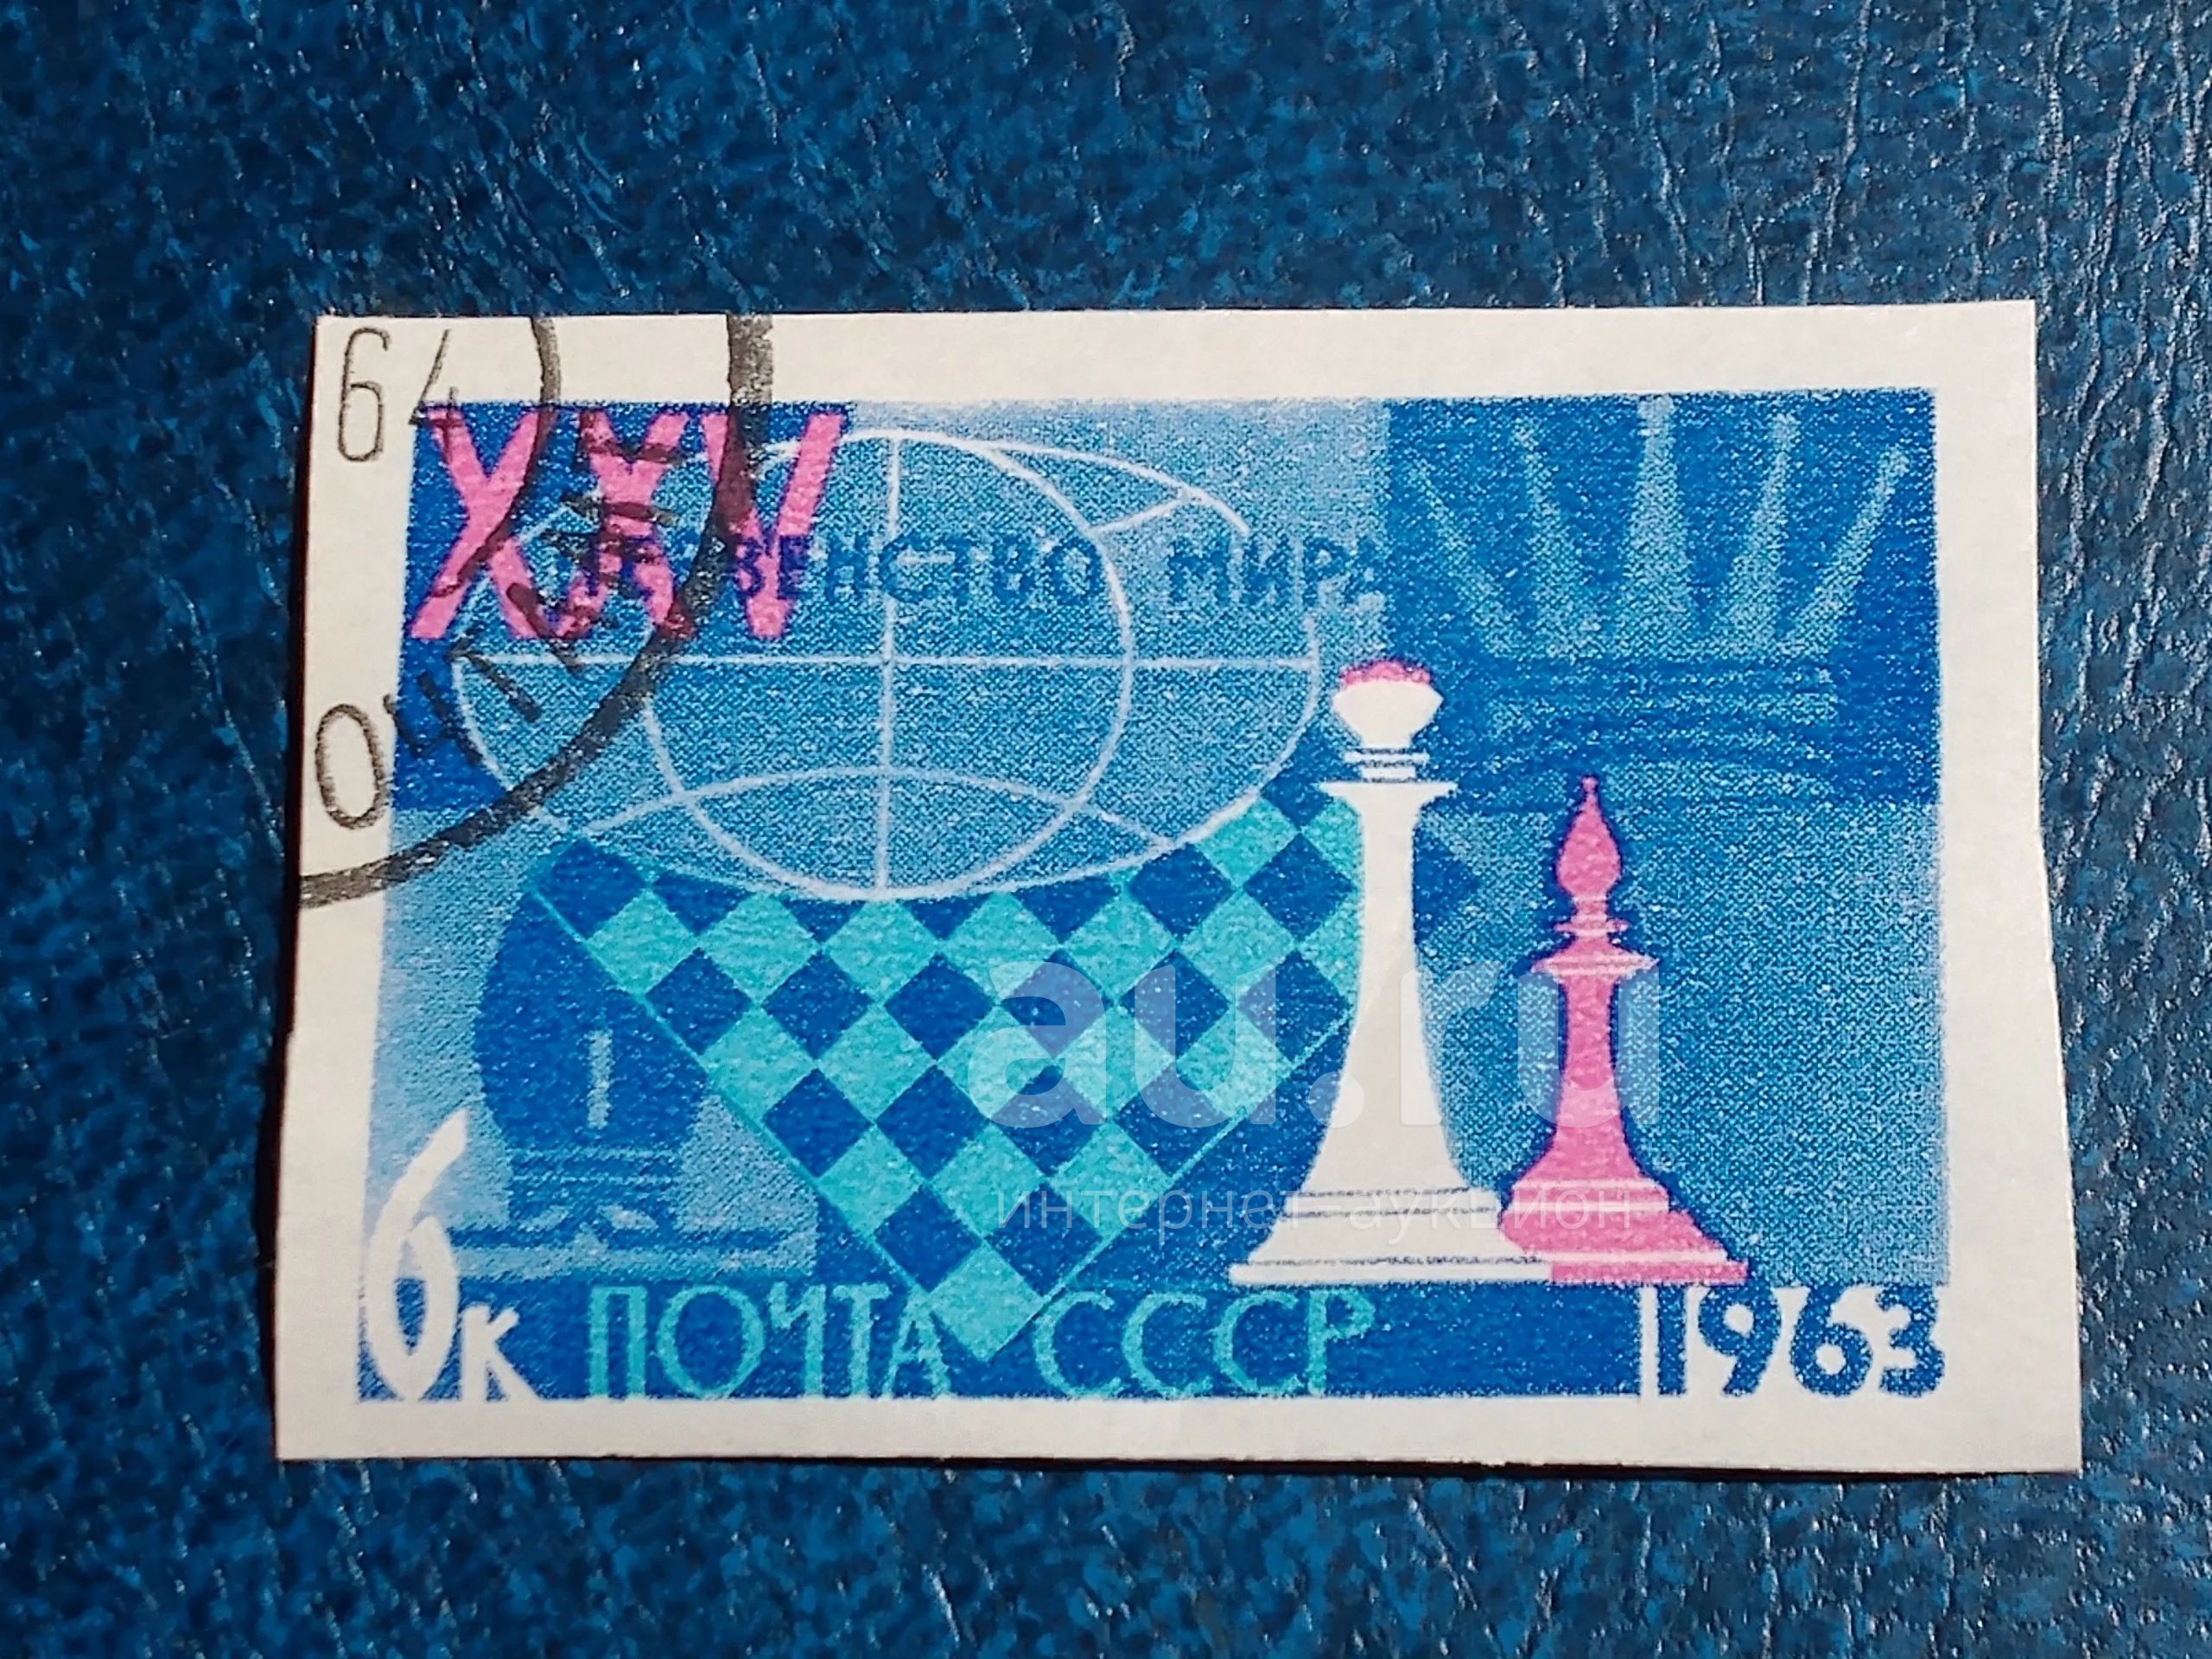 64
XXV
ПЕРВЕНСТВО МИРА
au.ru
интернет аукцион
6к ПОЧТА СССР 1963